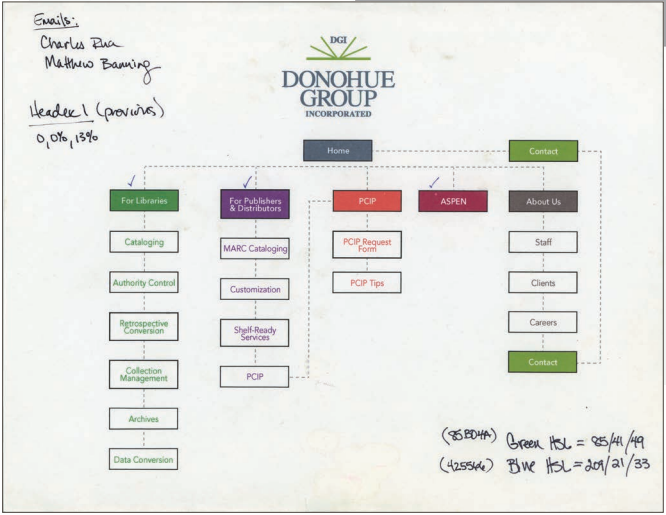 Emails:
Charles
Matthew Banning
Header 1 (previous)
0, 0%, 13%
DGI
DONOHUE
GROUP
INCORPORATED
Home
Contact
For Libraries
For Publishers
& Distributors
PCIP
ASPEN
About Us
Cataloging
MARC Cataloging
PCIP Request
Form
Staff
Authority Control
Customization
PCIP Tips
Clients
Retrospective
Conversion
Shelf-Ready
Services
Careers
Collection
Management
PCIP
Contact
Archives
Data Conversion
(85BD4A) Green HSL = 85/41/49
(425566) Blue HSL = 209/21/33